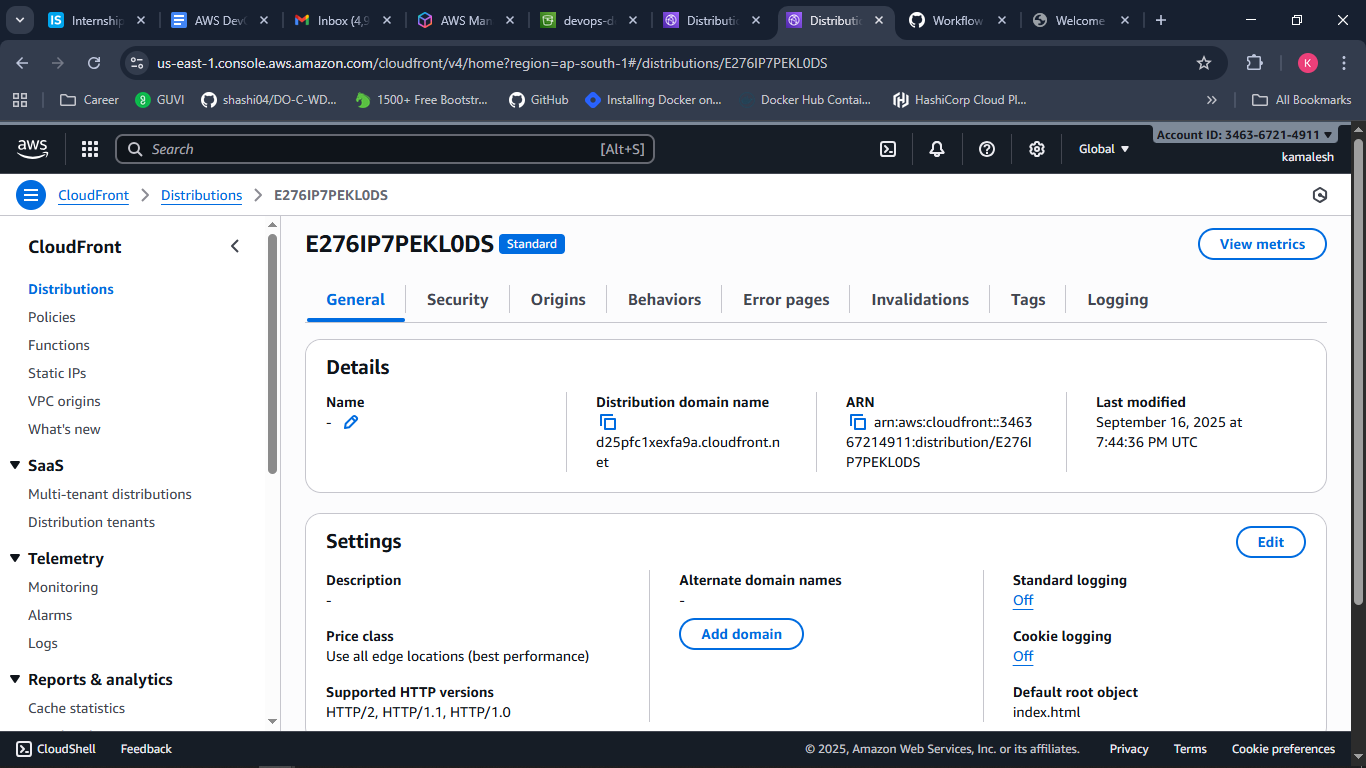 Internship
AWS Dev
Inbox (4,9
AWS Man
devops-d
Distributio
Distributio
Workflow
Welcome
us-east-1.console.aws.amazon.com/cloudfront/v4/home?region=ap-south-1#/distributions/E276IP7PEKL0DS
K
Career
GUVI
shashi04/DO-C-WD...
1500+ Free Bootstr...
GitHub
Installing Docker on...
Docker Hub Contai...
HashiCorp Cloud Pl...
»
All Bookmarks
aws
Search
[Alt+S]
Global
Account ID: 3463-6721-4911
kamalesh
CloudFront
Distributions
E276IP7PEKL0DS
CloudFront
Distributions
Policies
Functions
Static IPs
VPC origins
What's new
SaaS
Multi-tenant distributions
Distribution tenants
Telemetry
Monitoring
Alarms
Logs
Reports & analytics
Cache statistics
E276IP7PEKL0DS
Standard
View metrics
General
Security
Origins
Behaviors
Error pages
Invalidations
Tags
Logging
Details
Name
-
Distribution domain name
d25pfc1xexfa9a.cloudfront.n
et
ARN
arn:aws:cloudfront::3463
67214911:distribution/E276I
P7PEKL0DS
Last modified
September 16, 2025 at
7:44:36 PM UTC
Settings
Edit
Description
-
Price class
Use all edge locations (best performance)
Supported HTTP versions
HTTP/2, HTTP/1.1, HTTP/1.0
Alternate domain names
-
Add domain
Standard logging
Off
Cookie logging
Off
Default root object
index.html
CloudShell
Feedback
© 2025, Amazon Web Services, Inc. or its affiliates.
Privacy
Terms
Cookie preferences